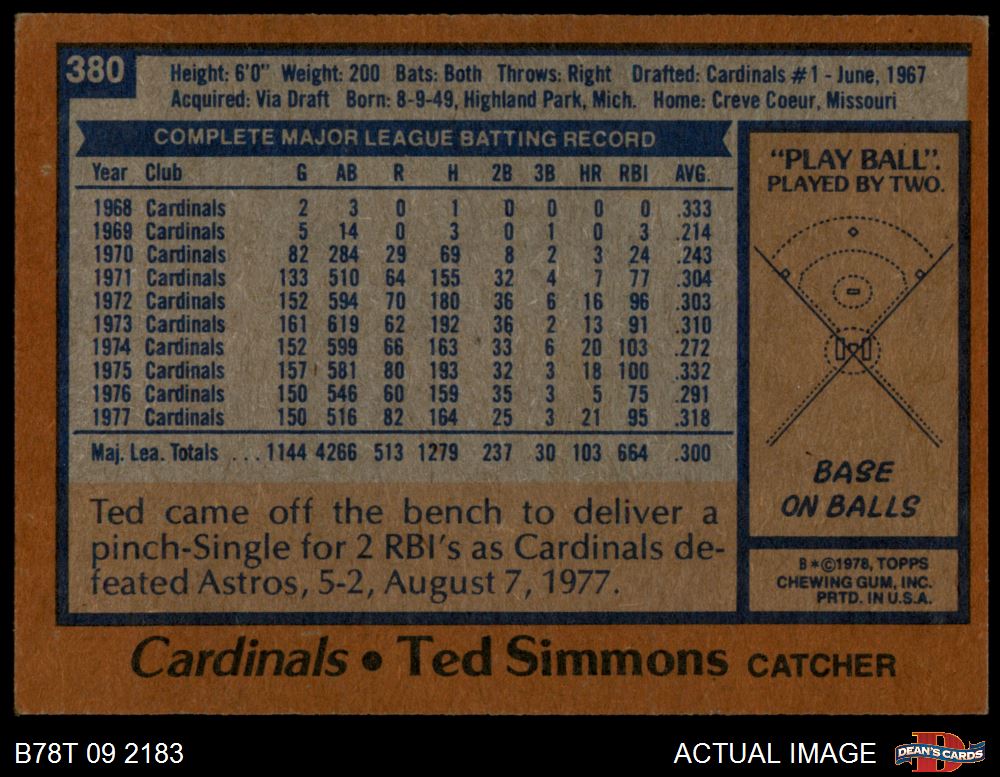 380
Height: 6'0" Weight: 200 Bats: Both Throws: Right Drafted: Cardinals #1 - June, 1967
Acquired: Via Draft Born: 8-9-49, Highland Park, Mich. Home: Creve Coeur, Missouri
COMPLETE MAJOR LEAGUE BATTING RECORD
Year Club G AB R H 2B 3B HR RBI AVG.
1968 Cardinals 2 3 0 1 0 0 0 0 .333
1969 Cardinals 5 14 0 3 0 1 0 3 .214
1970 Cardinals 82 284 29 69 8 2 3 24 .243
1971 Cardinals 133 510 64 155 32 4 7 77 .304
1972 Cardinals 152 594 70 180 36 6 16 96 .303
1973 Cardinals 161 619 62 192 36 2 13 91 .310
1974 Cardinals 152 599 66 163 33 6 20 103 .272
1975 Cardinals 157 581 80 193 32 3 18 100 .332
1976 Cardinals 150 546 60 159 35 3 5 75 .291
1977 Cardinals 150 516 82 164 25 3 21 95 .318
Maj. Lea. Totals ... 1144 4266 513 1279 237 30 103 664 .300
Ted came off the bench to deliver a
pinch-Single for 2 RBI's as Cardinals de-
feated Astros, 5-2, August 7, 1977.
"PLAY BALL".
PLAYED BY TWO.
BASE
ON BALLS
B*©1978, TOPPS
CHEWING GUM, INC.
PRTD. IN U.S.A.
Cardinals • Ted Simmons CATCHER
B78T 09 2183
ACTUAL IMAGE
DEAN'S CARDS